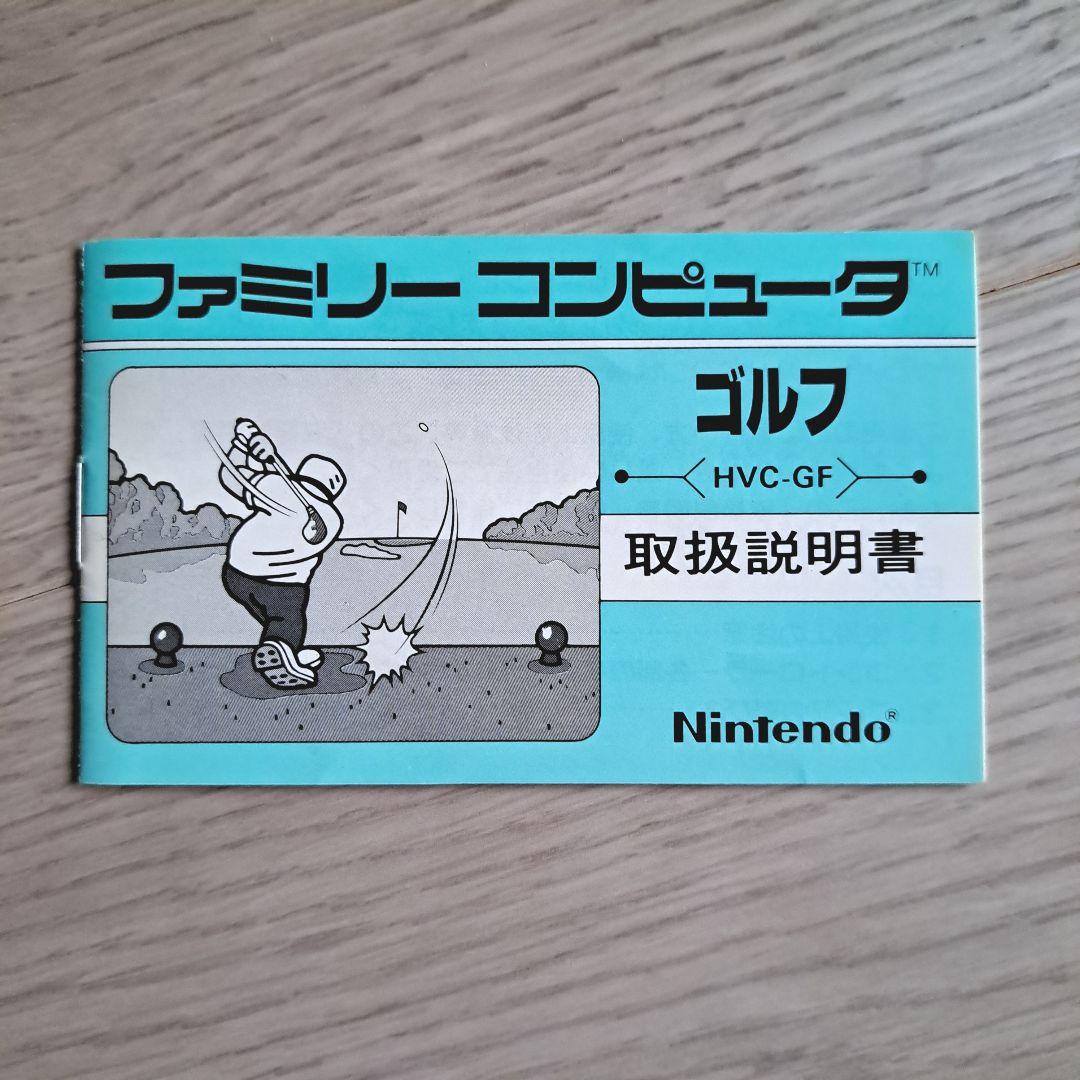 ファミリー コンピュータ™
ゴルフ
HVC-GF
取扱説明書
Nintendo®